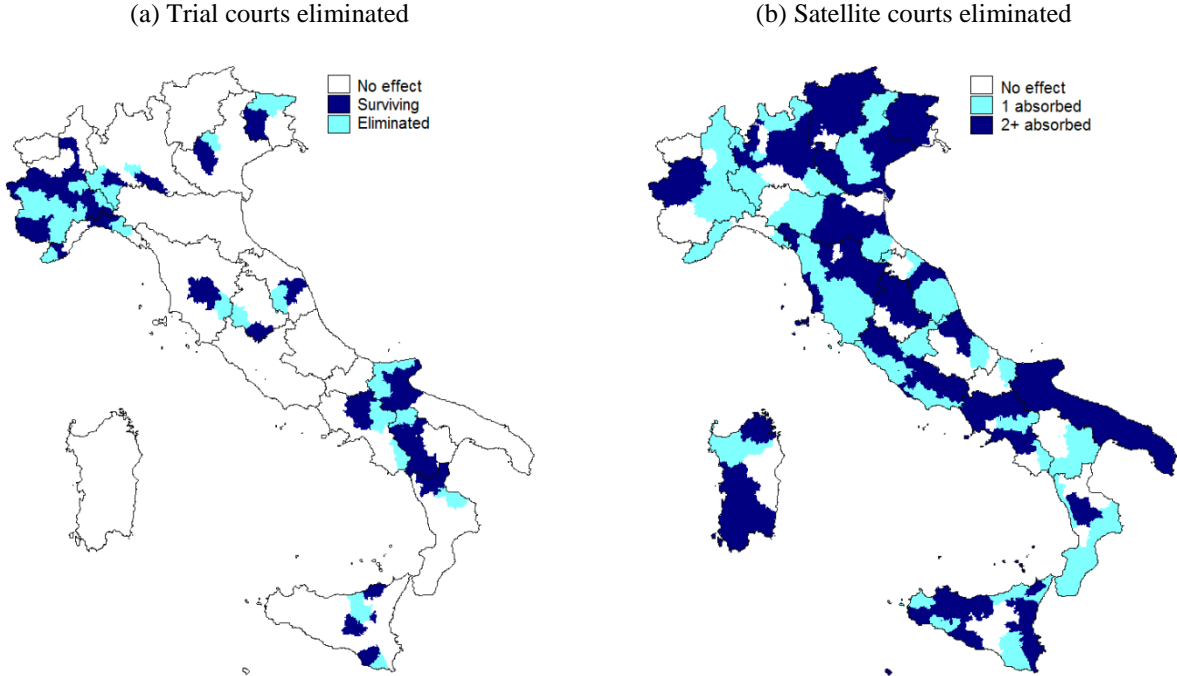 (a) Trial courts eliminated
No effect
Surviving
Eliminated
(b) Satellite courts eliminated
No effect
1 absorbed
2+ absorbed